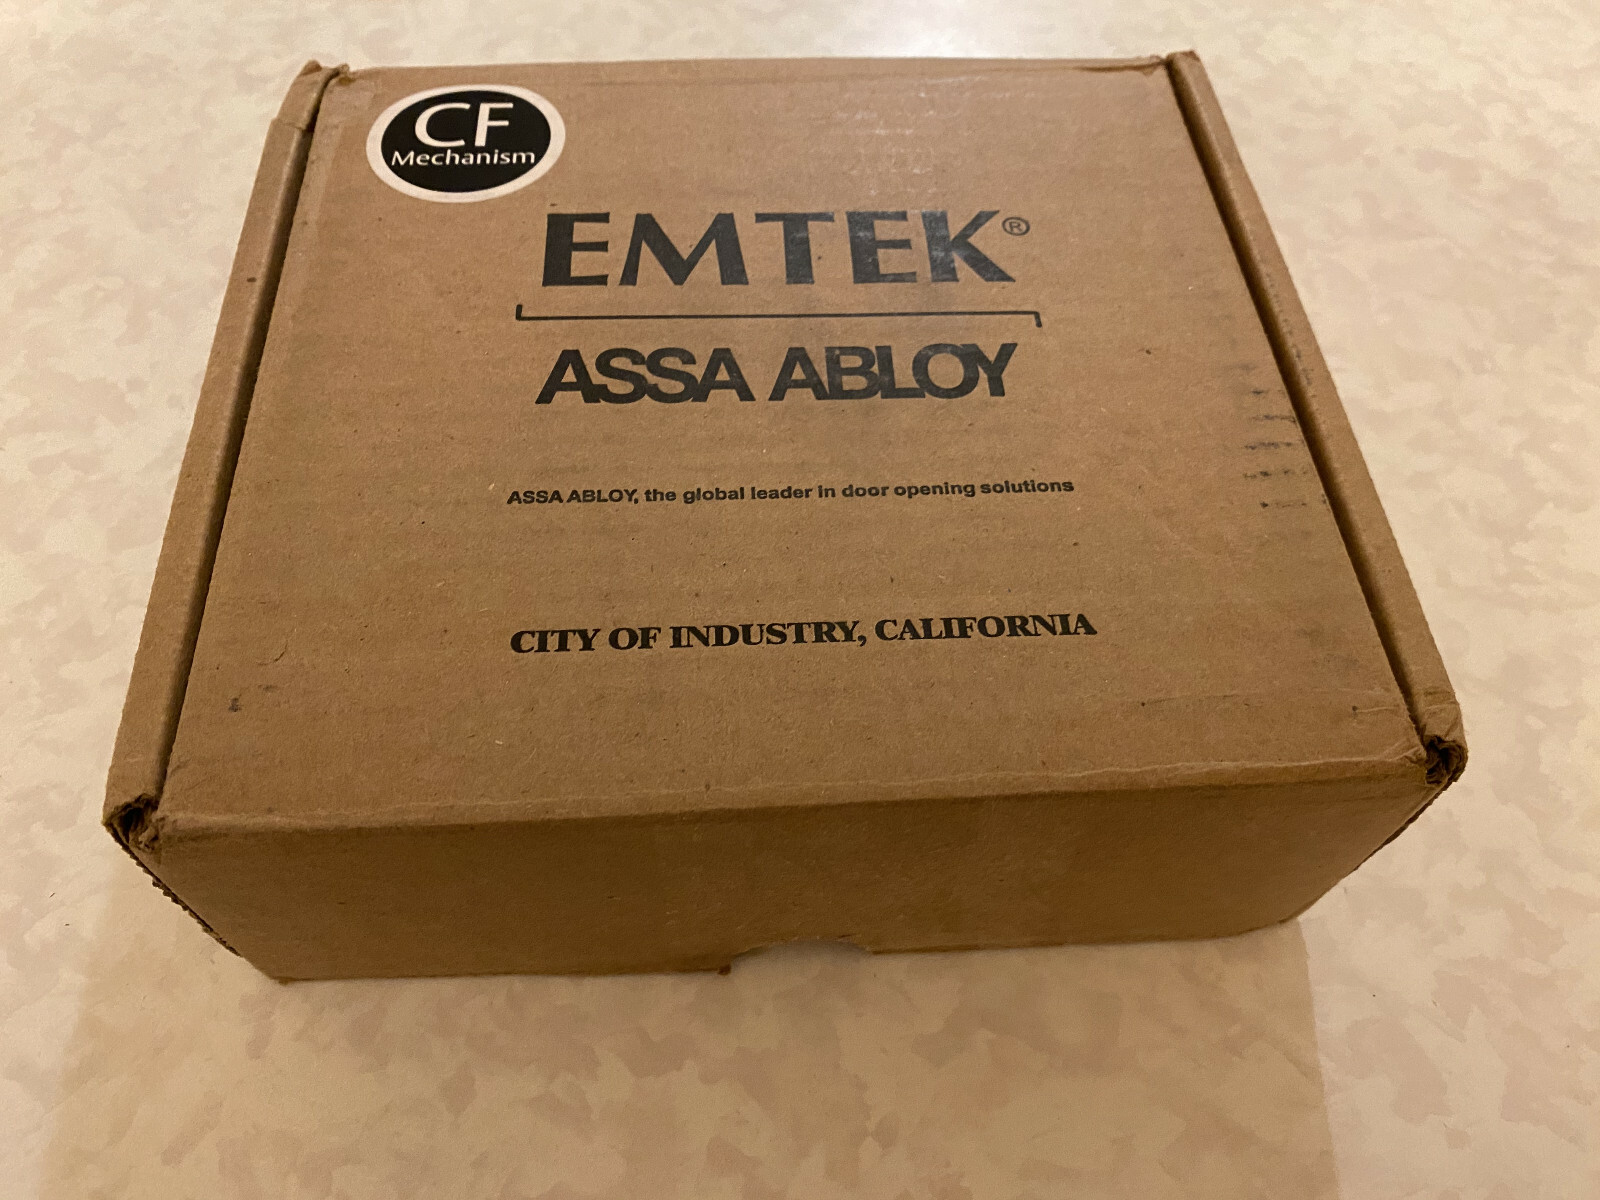 CF
Mechanism
EMTEK®
ASSA ABLOY
ASSA ABLOY, the global leader in door opening solutions
CITY OF INDUSTRY, CALIFORNIA